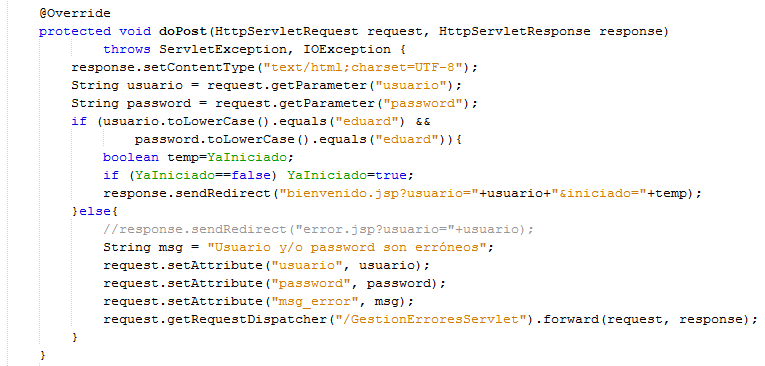 @Override
protected void doPost(HttpServletRequest request, HttpServletResponse response)
        throws ServletException, IOException {
    response.setContentType("text/html;charset=UTF-8");
    String usuario = request.getParameter("usuario");
    String password = request.getParameter("password");
    if (usuario.toLowerCase().equals("eduard") &&
            password.toLowerCase().equals("eduard")){
        boolean temp=YaIniciado;
        if (YaIniciado==false) YaIniciado=true;
        response.sendRedirect("bienvenido.jsp?usuario="+usuario+"&iniciado="+temp);
    }else{
        //response.sendRedirect("error.jsp?usuario="+usuario);
        String msg = "Usuario y/o password son erróneos";
        request.setAttribute("usuario", usuario);
        request.setAttribute("password", password);
        request.setAttribute("msg_error", msg);
        request.getRequestDispatcher("/GestionErroresServlet").forward(request, response);
    }
}